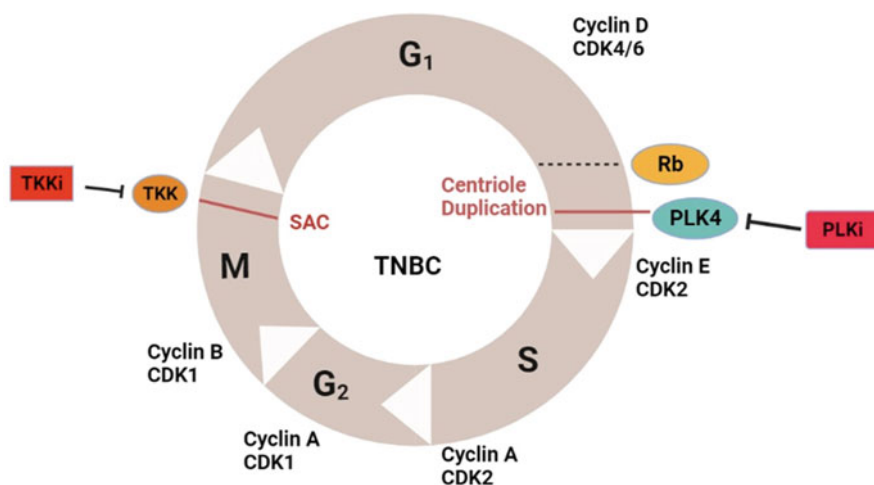 G₁
Cyclin D
CDK4/6
Rb
Centriole
Duplication
PLK4
PLKi
TKKi
TKK
SAC
TNBC
Cyclin E
CDK2
M
S
Cyclin B
CDK1
G₂
Cyclin A
CDK1
Cyclin A
CDK2